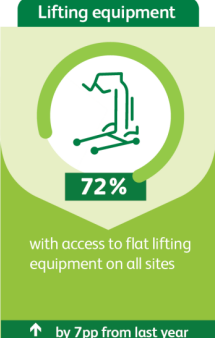 Lifting equipment
72%
with access to flat lifting
equipment on all sites
↑ by 7pp from last year